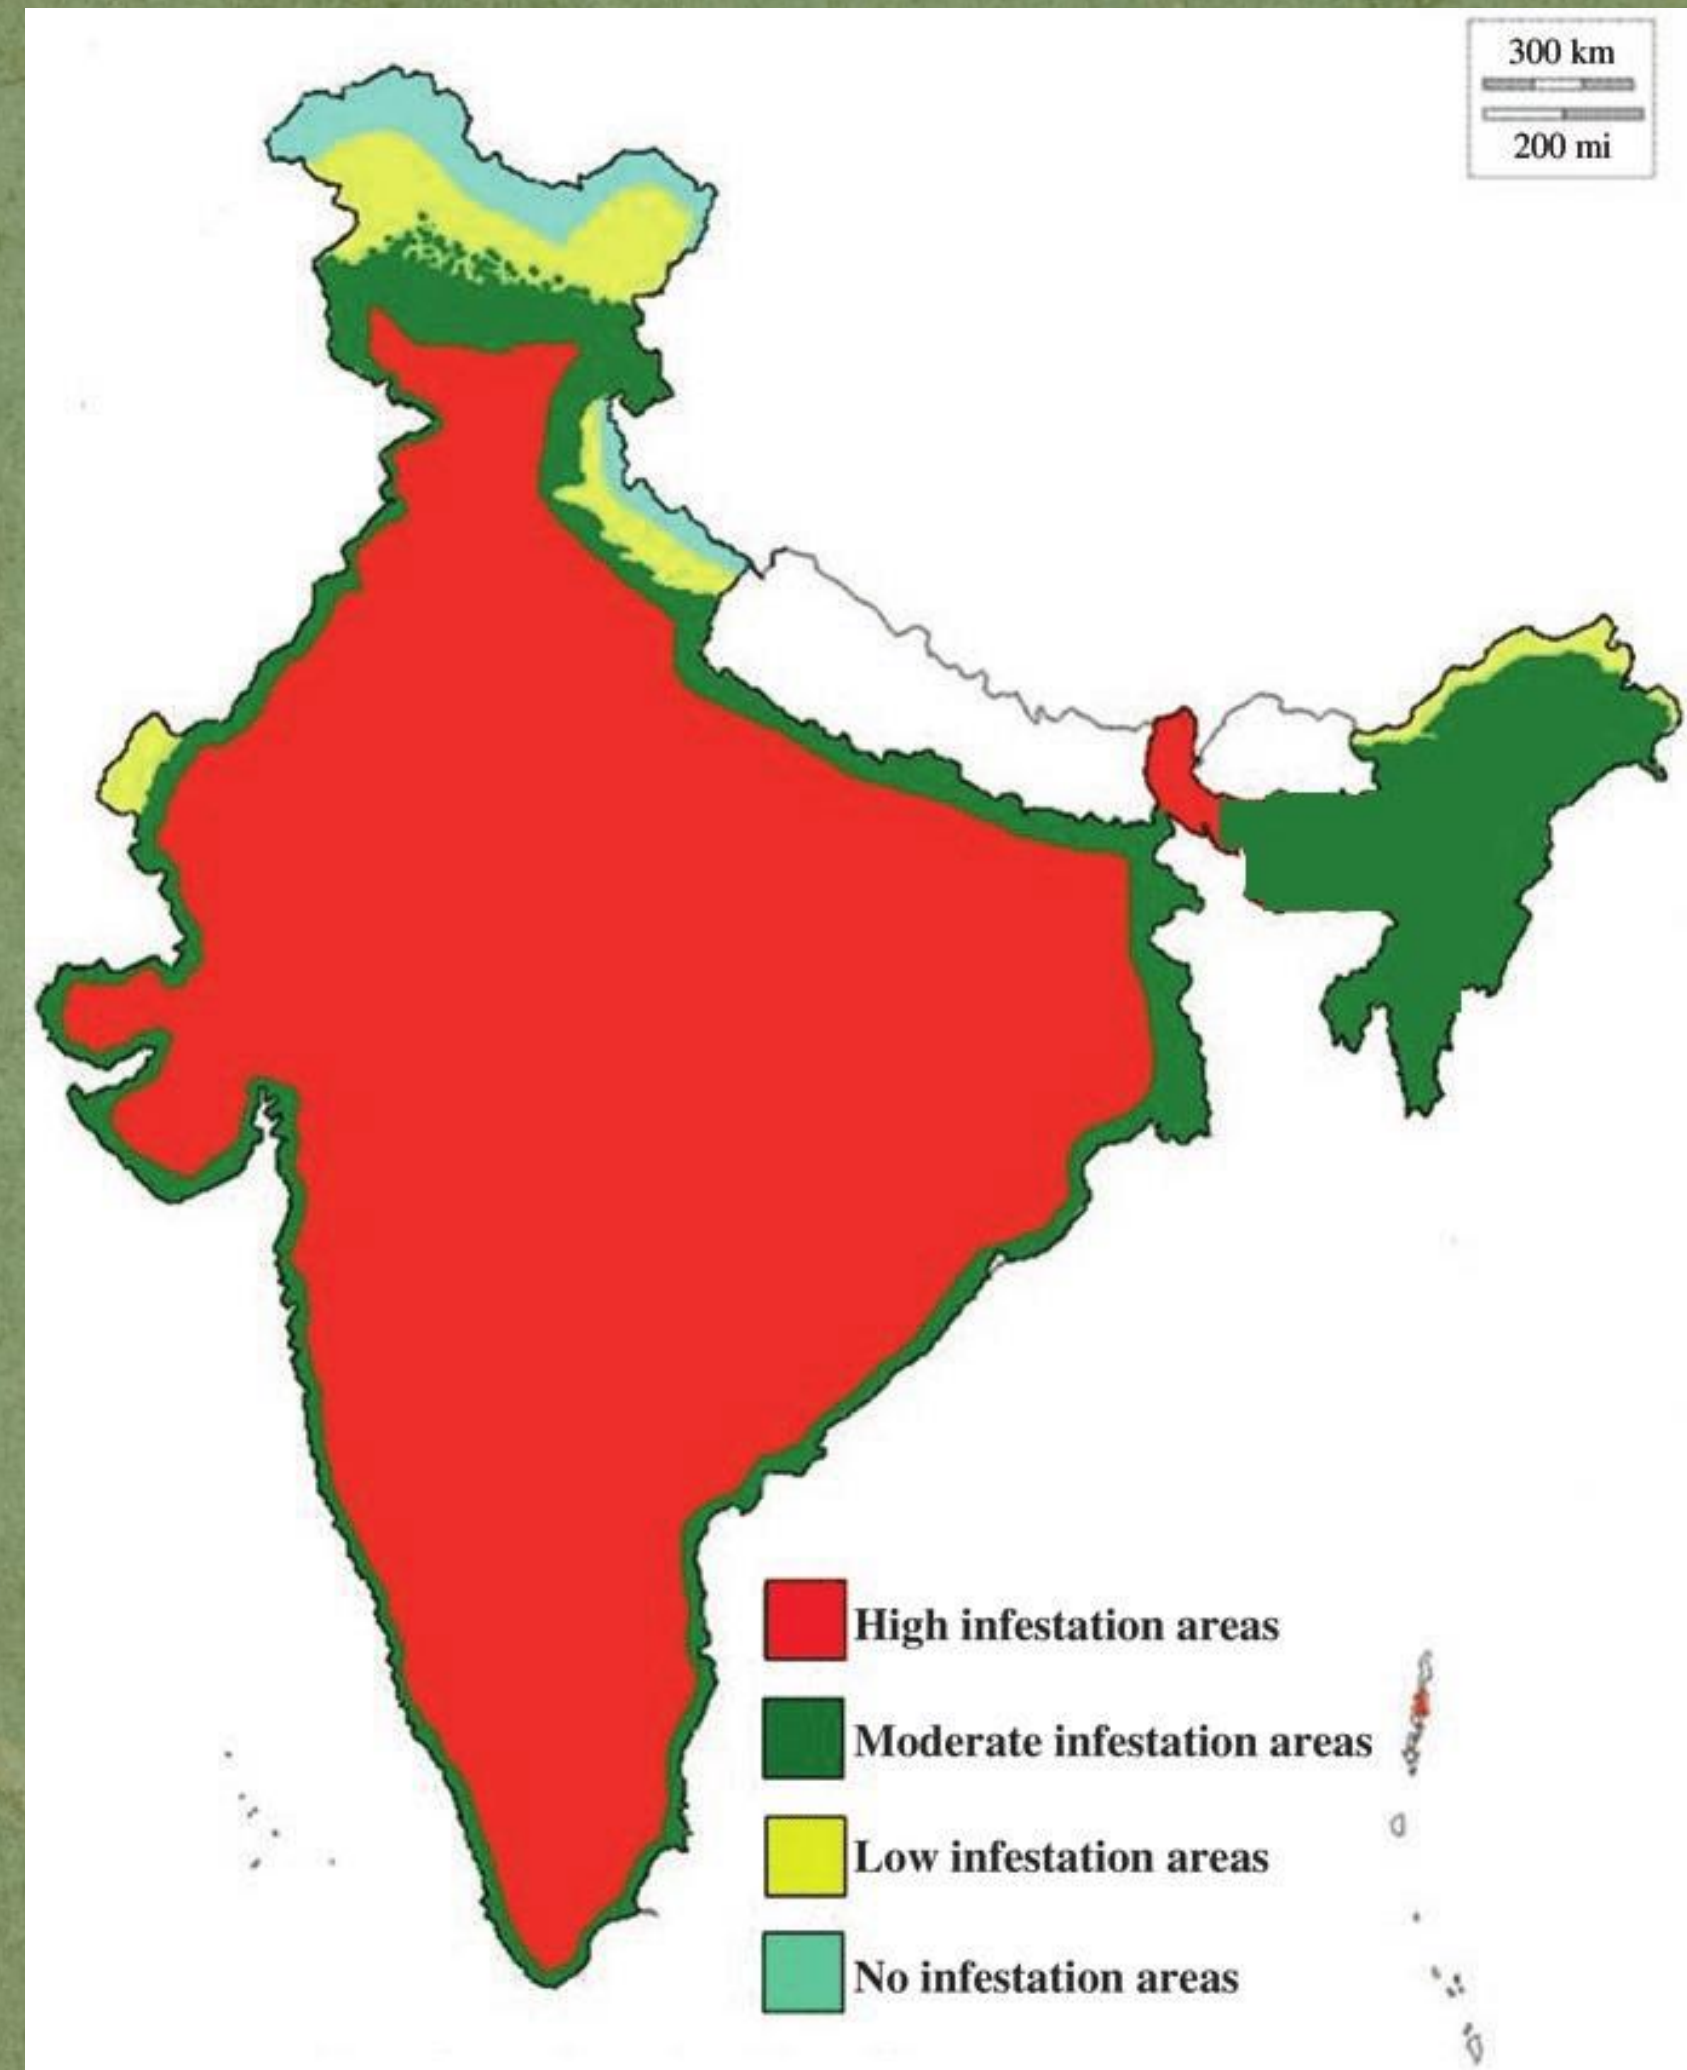 300 km
200 mi
High infestation areas
Moderate infestation areas
Low infestation areas
No infestation areas